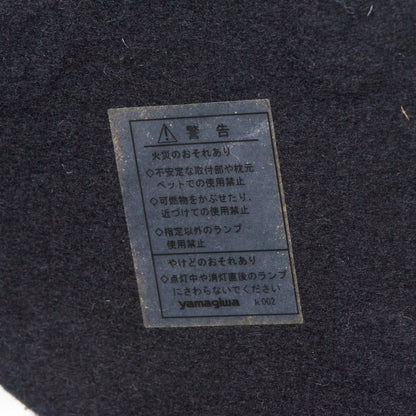 ⚠ 警告
火災のおそれあり
◇不安定な取付部や枕元
ベットでの使用禁止
◇可燃物をかぶせたり、
近づけての使用禁止
◇指定以外のランプ
使用禁止
やけどのおそれあり
◇点灯中や消灯直後のランプ
にさわらないでください
yamagiwa K002